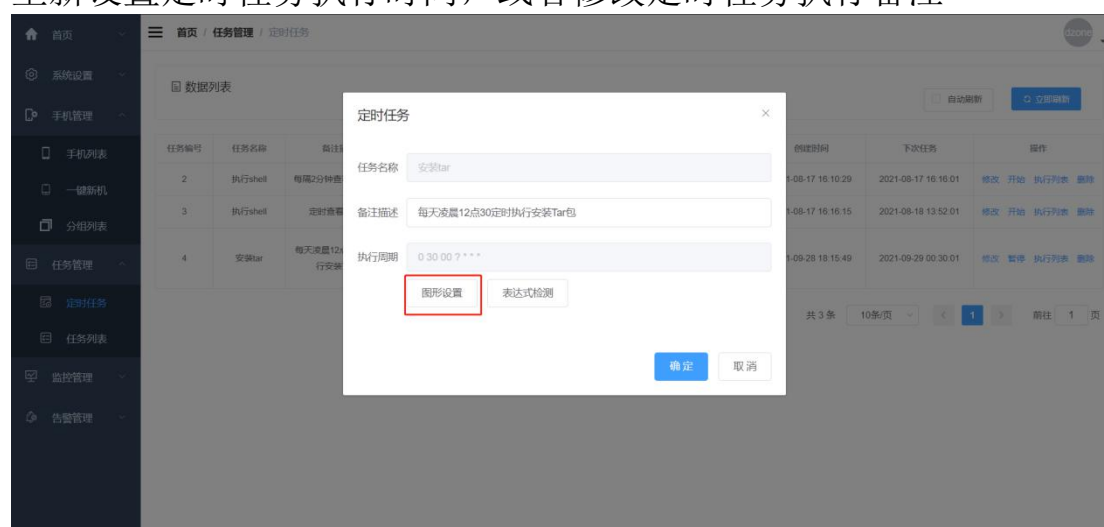 重新设置定时任务执行时间，或者修改定时任务执行备注
首页
首页 / 任务管理 / 定时任务
dzone
系统设置
数据列表
自动刷新
立即刷新
手机管理
手机列表
一键新机
分组列表
任务管理
定时任务
任务列表
监控管理
告警管理
任务编号 任务名称 创建时间 下次任务 操作
2 执行shell 每隔2分钟查 1-08-17 16:10:29 2021-08-17 16:16:01 修改 开始 执行列表 删除
3 执行shell 定时查看 1-08-17 16:16:15 2021-08-18 13:52:01 修改 开始 执行列表 删除
4 安装tar 每天凌晨12 1-09-28 18:15:49 2021-09-29 00:30:01 修改 暂停 执行列表 删除
行安装
共 3 条 10条/页 1 前往 1 页
定时任务
任务名称 安装tar
备注描述 每天凌晨12点30定时执行安装Tar包
执行周期 0 30 00 ? * * *
图形设置 表达式检测
确定 取消